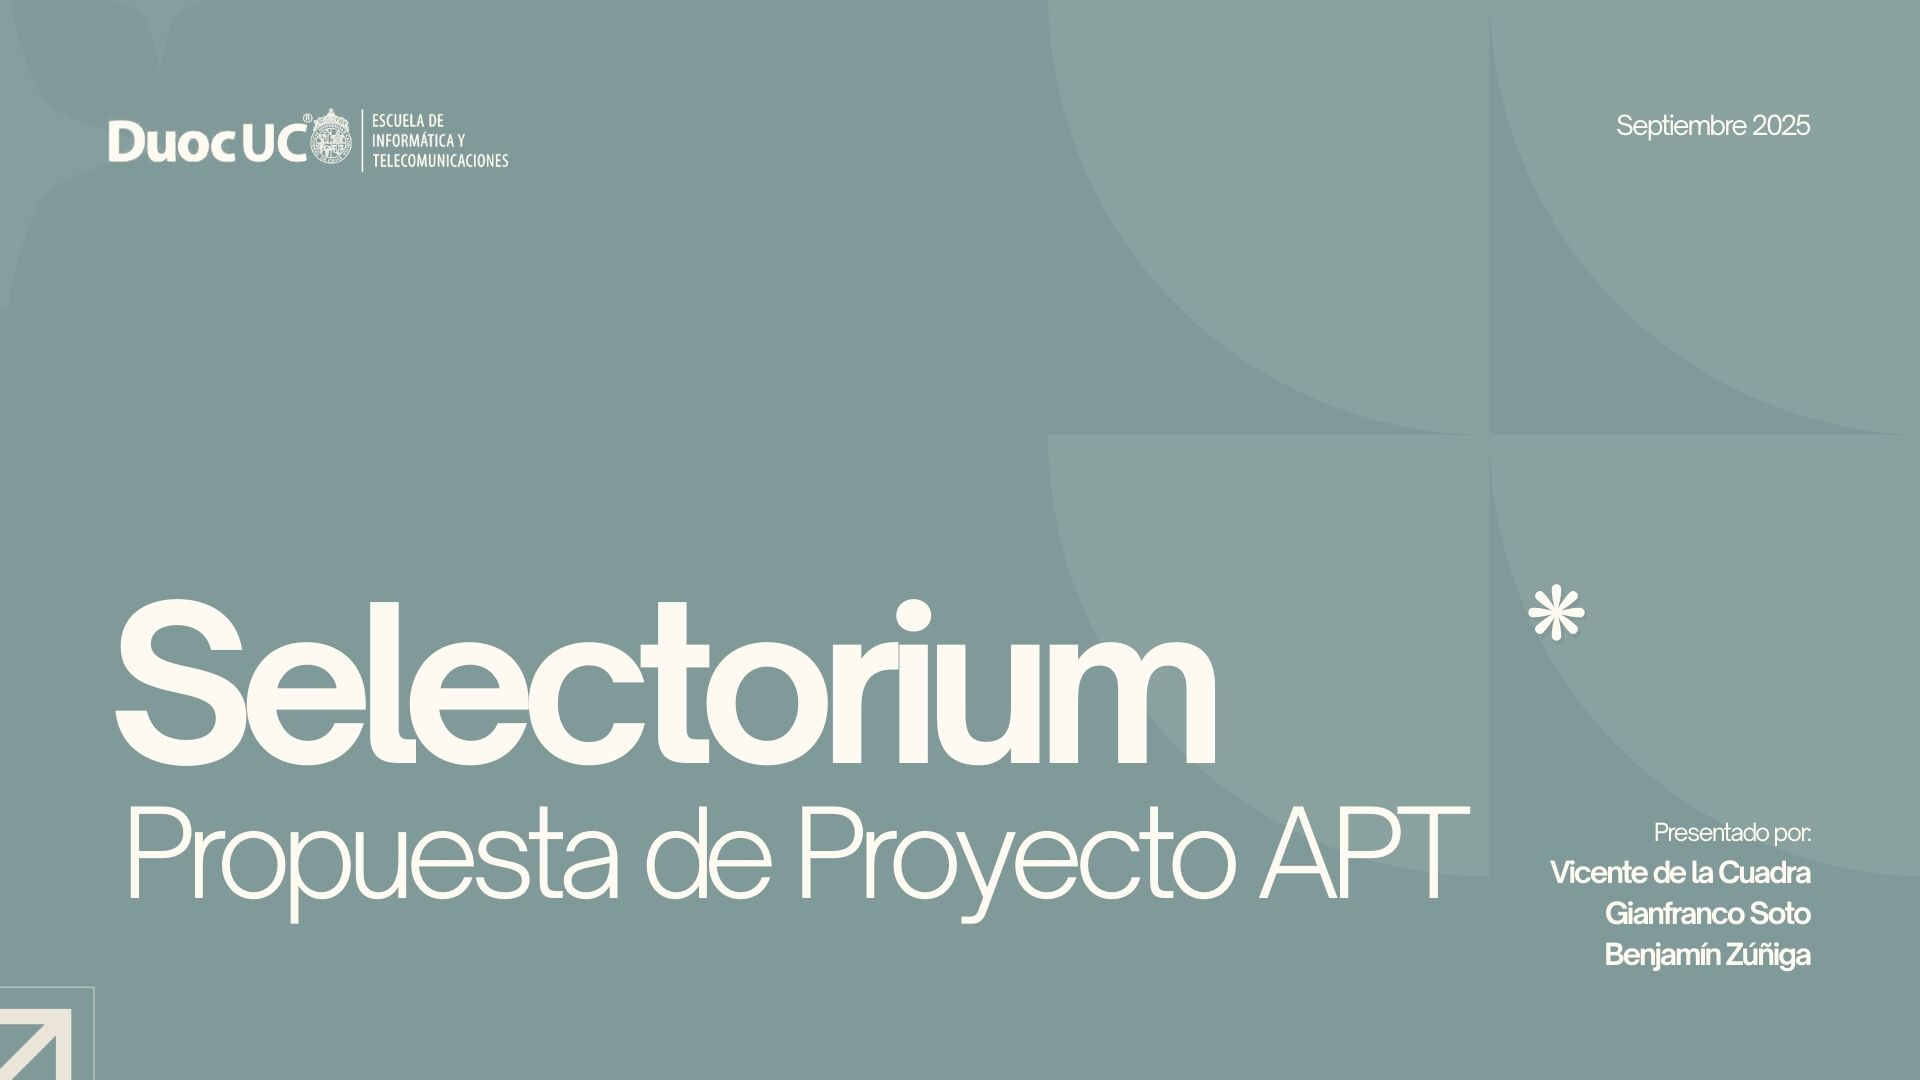 Duoc UC®
ESCUELA DE
INFORMÁTICA Y
TELECOMUNICACIONES
Septiembre 2025
Selectorium
Propuesta de Proyecto APT
Presentado por:
Vicente de la Cuadra
Gianfranco Soto
Benjamín Zúñiga